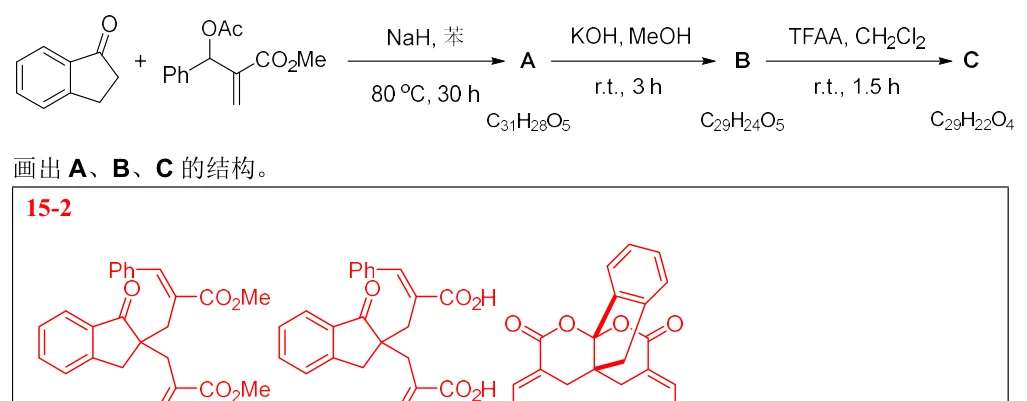 O OAc NaH, 苯 KOH, MeOH TFAA, CH₂Cl₂
+ Ph CO₂Me A B C
80 ºC, 30 h r.t., 3 h r.t., 1.5 h
C₃₁H₂₈O₅ C₂₉H₂₄O₅ C₂₉H₂₂O₄
画出 A、B、C 的结构。
15-2
Ph O CO₂Me Ph O CO₂H
O O O O
CO₂Me CO₂H